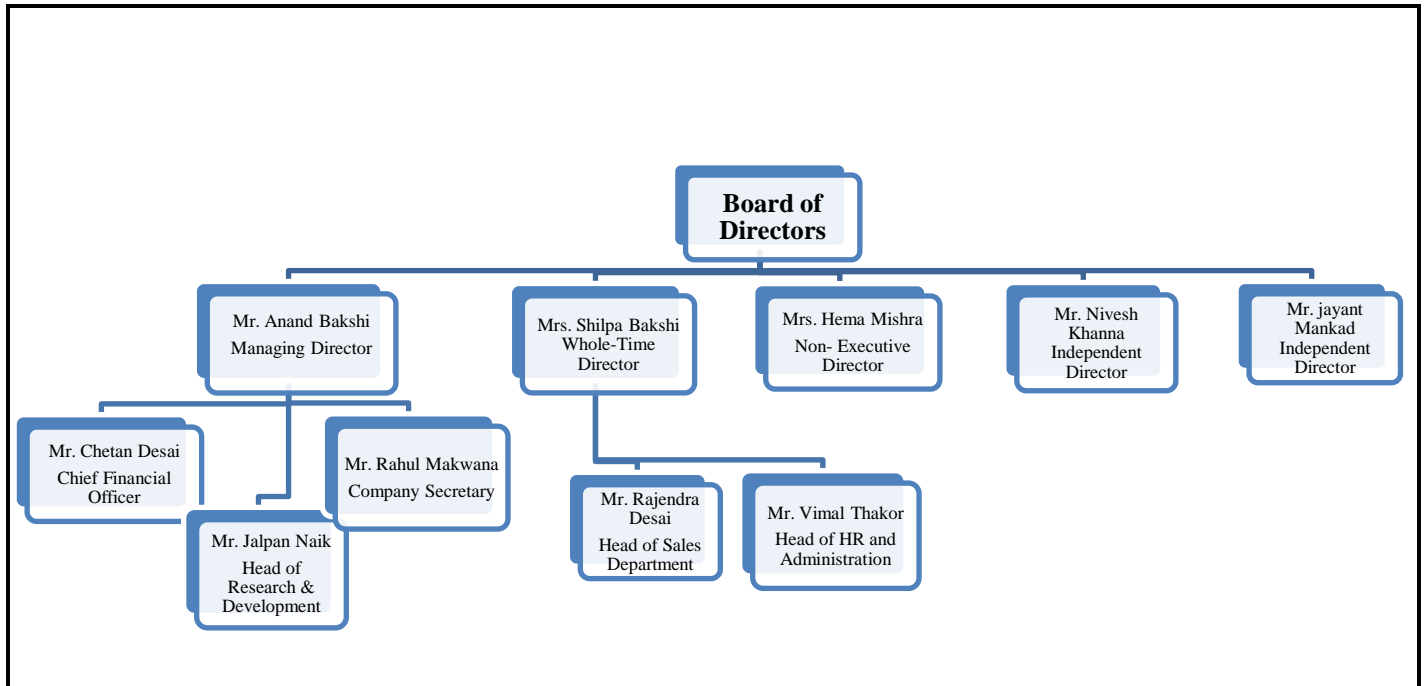 Board of
Directors
Mr. Anand Bakshi
Managing Director
Mrs. Shilpa Bakshi
Whole-Time
Director
Mrs. Hema Mishra
Non- Executive
Director
Mr. Nivesh
Khanna
Independent
Director
Mr. jayant
Mankad
Independent
Director
Mr. Chetan Desai
Chief Financial
Officer
Mr. Jalpan Naik
Head of
Research &
Development
Mr. Rahul Makwana
Company Secretary
Mr. Rajendra
Desai
Head of Sales
Department
Mr. Vimal Thakor
Head of HR and
Administration